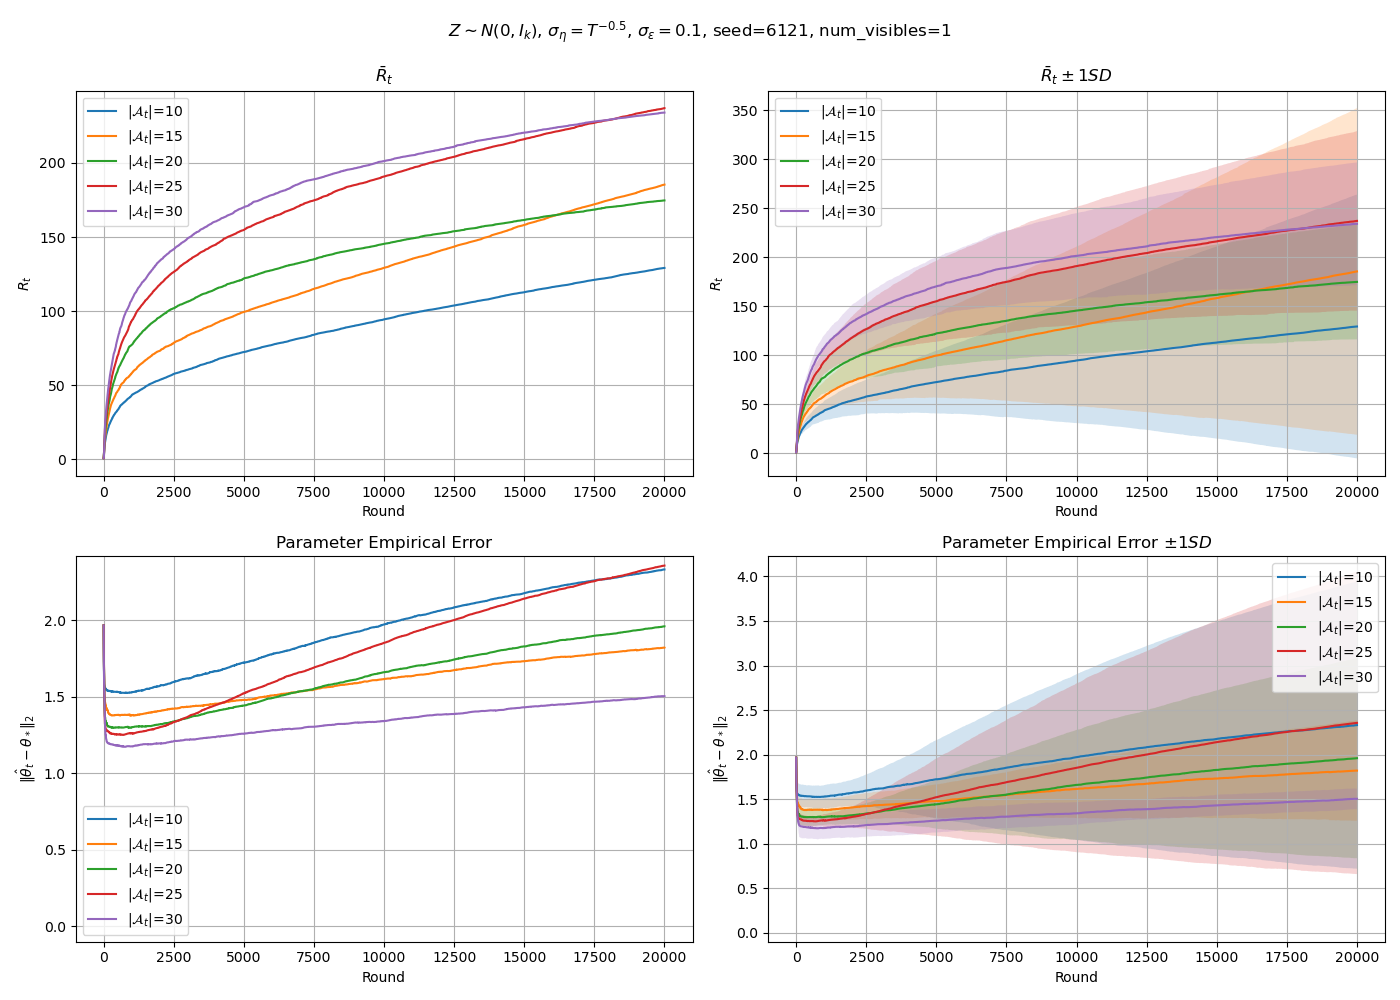 Z ∼ N(0, I_k), σ_η = T^{−0.5}, σ_ε = 0.1, seed=6121, num_visibles=1
R̄_t
R̄_t ± 1SD
|𝒜_t|=10
|𝒜_t|=15
|𝒜_t|=20
|𝒜_t|=25
|𝒜_t|=30
R_t
200
150
100
50
0
0 2500 5000 7500 10000 12500 15000 17500 20000
Round
|𝒜_t|=10
|𝒜_t|=15
|𝒜_t|=20
|𝒜_t|=25
|𝒜_t|=30
R_t
350
300
250
200
150
100
50
0
0 2500 5000 7500 10000 12500 15000 17500 20000
Round
Parameter Empirical Error
‖θ̂_t − θ_*‖_2
2.0
1.5
1.0
0.5
0.0
|𝒜_t|=10
|𝒜_t|=15
|𝒜_t|=20
|𝒜_t|=25
|𝒜_t|=30
0 2500 5000 7500 10000 12500 15000 17500 20000
Round
Parameter Empirical Error ±1SD
‖θ̂_t − θ_*‖_2
4.0
3.5
3.0
2.5
2.0
1.5
1.0
0.5
0.0
|𝒜_t|=10
|𝒜_t|=15
|𝒜_t|=20
|𝒜_t|=25
|𝒜_t|=30
0 2500 5000 7500 10000 12500 15000 17500 20000
Round